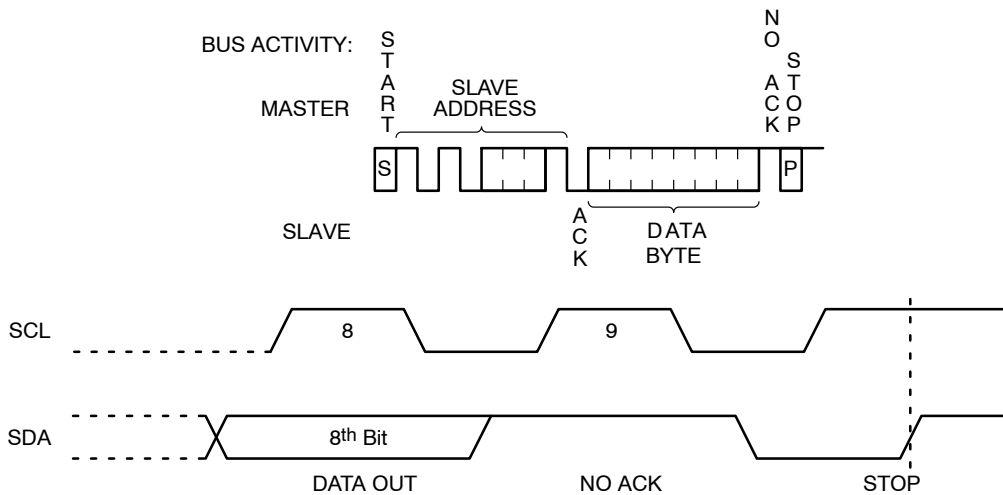 BUS ACTIVITY:
START
NO ACK
STOP
MASTER
SLAVE
ADDRESS
S
P
SLAVE
ACK
DATA
BYTE
SCL
8
9
SDA
8th Bit
DATA OUT
NO ACK
STOP